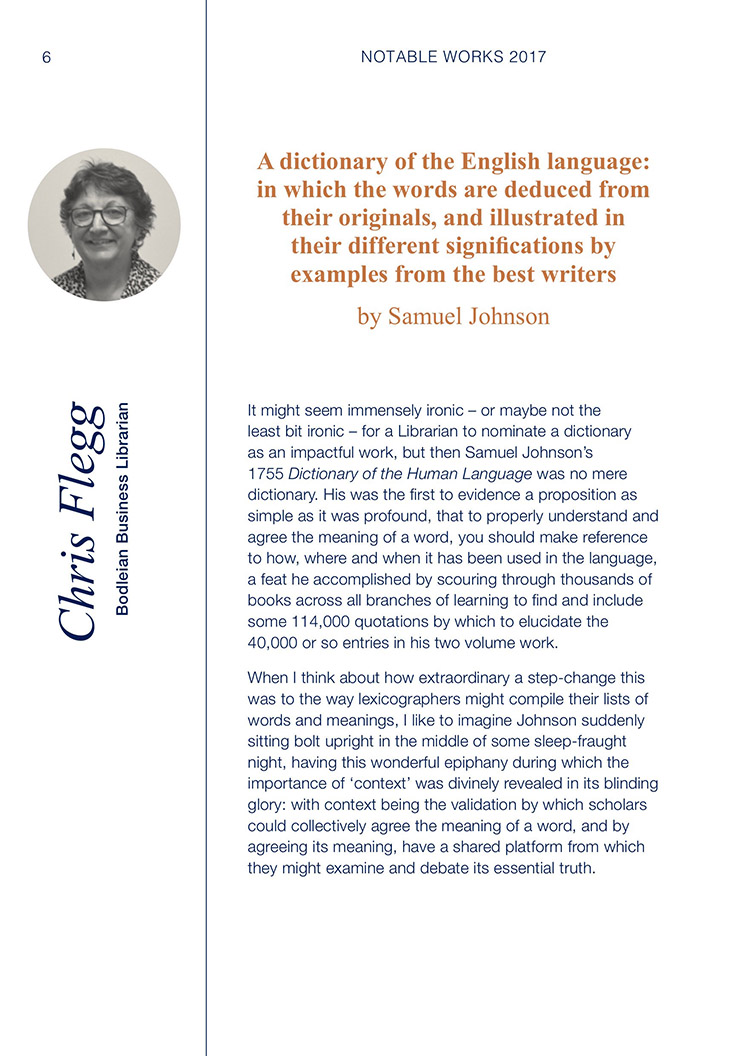 6
NOTABLE WORKS 2017
A dictionary of the English language:
in which the words are deduced from
their originals, and illustrated in
their different significations by
examples from the best writers
by Samuel Johnson
Chris Flegg
Bodleian Business Librarian
It might seem immensely ironic – or maybe not the
least bit ironic – for a Librarian to nominate a dictionary
as an impactful work, but then Samuel Johnson’s
1755 Dictionary of the Human Language was no mere
dictionary. His was the first to evidence a proposition as
simple as it was profound, that to properly understand and
agree the meaning of a word, you should make reference
to how, where and when it has been used in the language,
a feat he accomplished by scouring through thousands of
books across all branches of learning to find and include
some 114,000 quotations by which to elucidate the
40,000 or so entries in his two volume work.
When I think about how extraordinary a step-change this
was to the way lexicographers might compile their lists of
words and meanings, I like to imagine Johnson suddenly
sitting bolt upright in the middle of some sleep-fraught
night, having this wonderful epiphany during which the
importance of ‘context’ was divinely revealed in its blinding
glory: with context being the validation by which scholars
could collectively agree the meaning of a word, and by
agreeing its meaning, have a shared platform from which
they might examine and debate its essential truth.